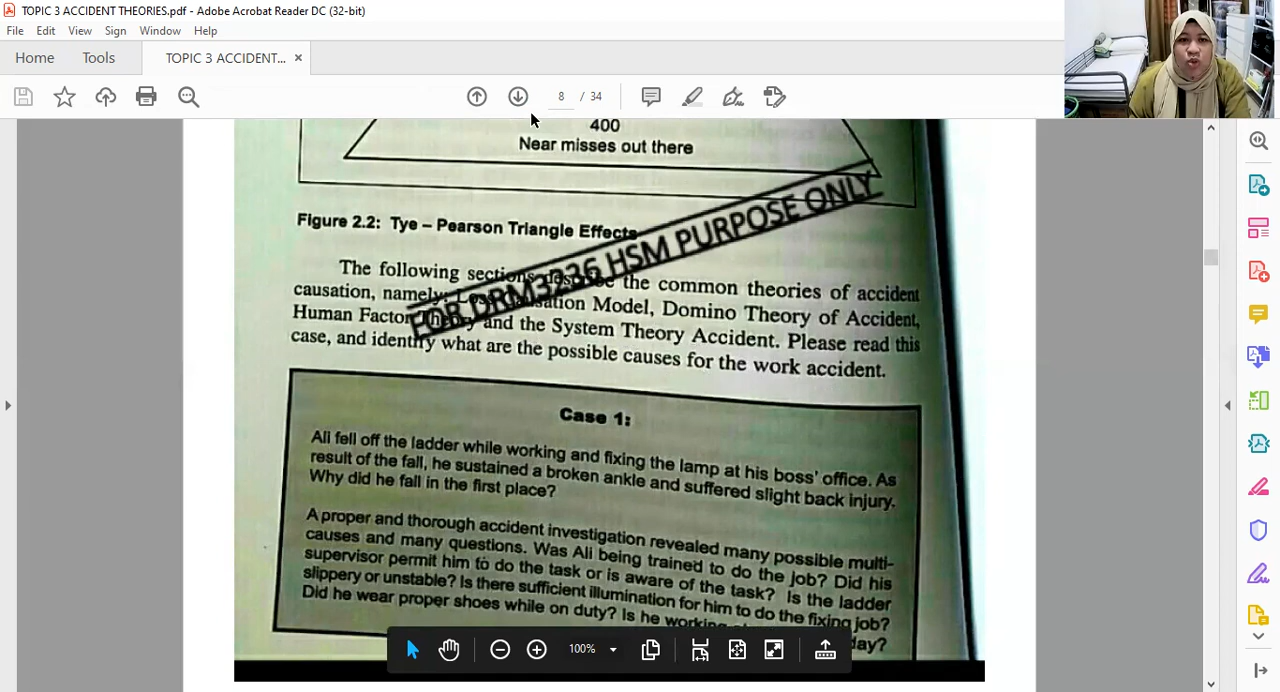 TOPIC 3 ACCIDENT THEORIES.pdf - Adobe Acrobat Reader DC (32-bit)
File Edit View Sign Window Help
Home Tools TOPIC 3 ACCIDENT... ×
8 / 34
400
Near misses out there
FOR DRM3236 HSM PURPOSE ONLY
Figure 2.2: Tye – Pearson Triangle Effects
The following sections describe the common theories of accident
causation, namely: Loss Causation Model, Domino Theory of Accident,
Human Factor Theory and the System Theory Accident. Please read this
case, and identify what are the possible causes for the work accident.
Case 1:
Ali fell off the ladder while working and fixing the lamp at his boss' office. As
result of the fall, he sustained a broken ankle and suffered slight back injury.
Why did he fall in the first place?
A proper and thorough accident investigation revealed many possible multi-
causes and many questions. Was Ali being trained to do the job? Did his
supervisor permit him to do the task or is aware of the task? Is the ladder
slippery or unstable? Is there sufficient illumination for him to do the fixing job?
Did he wear proper shoes while on duty? Is he working
day?
100%